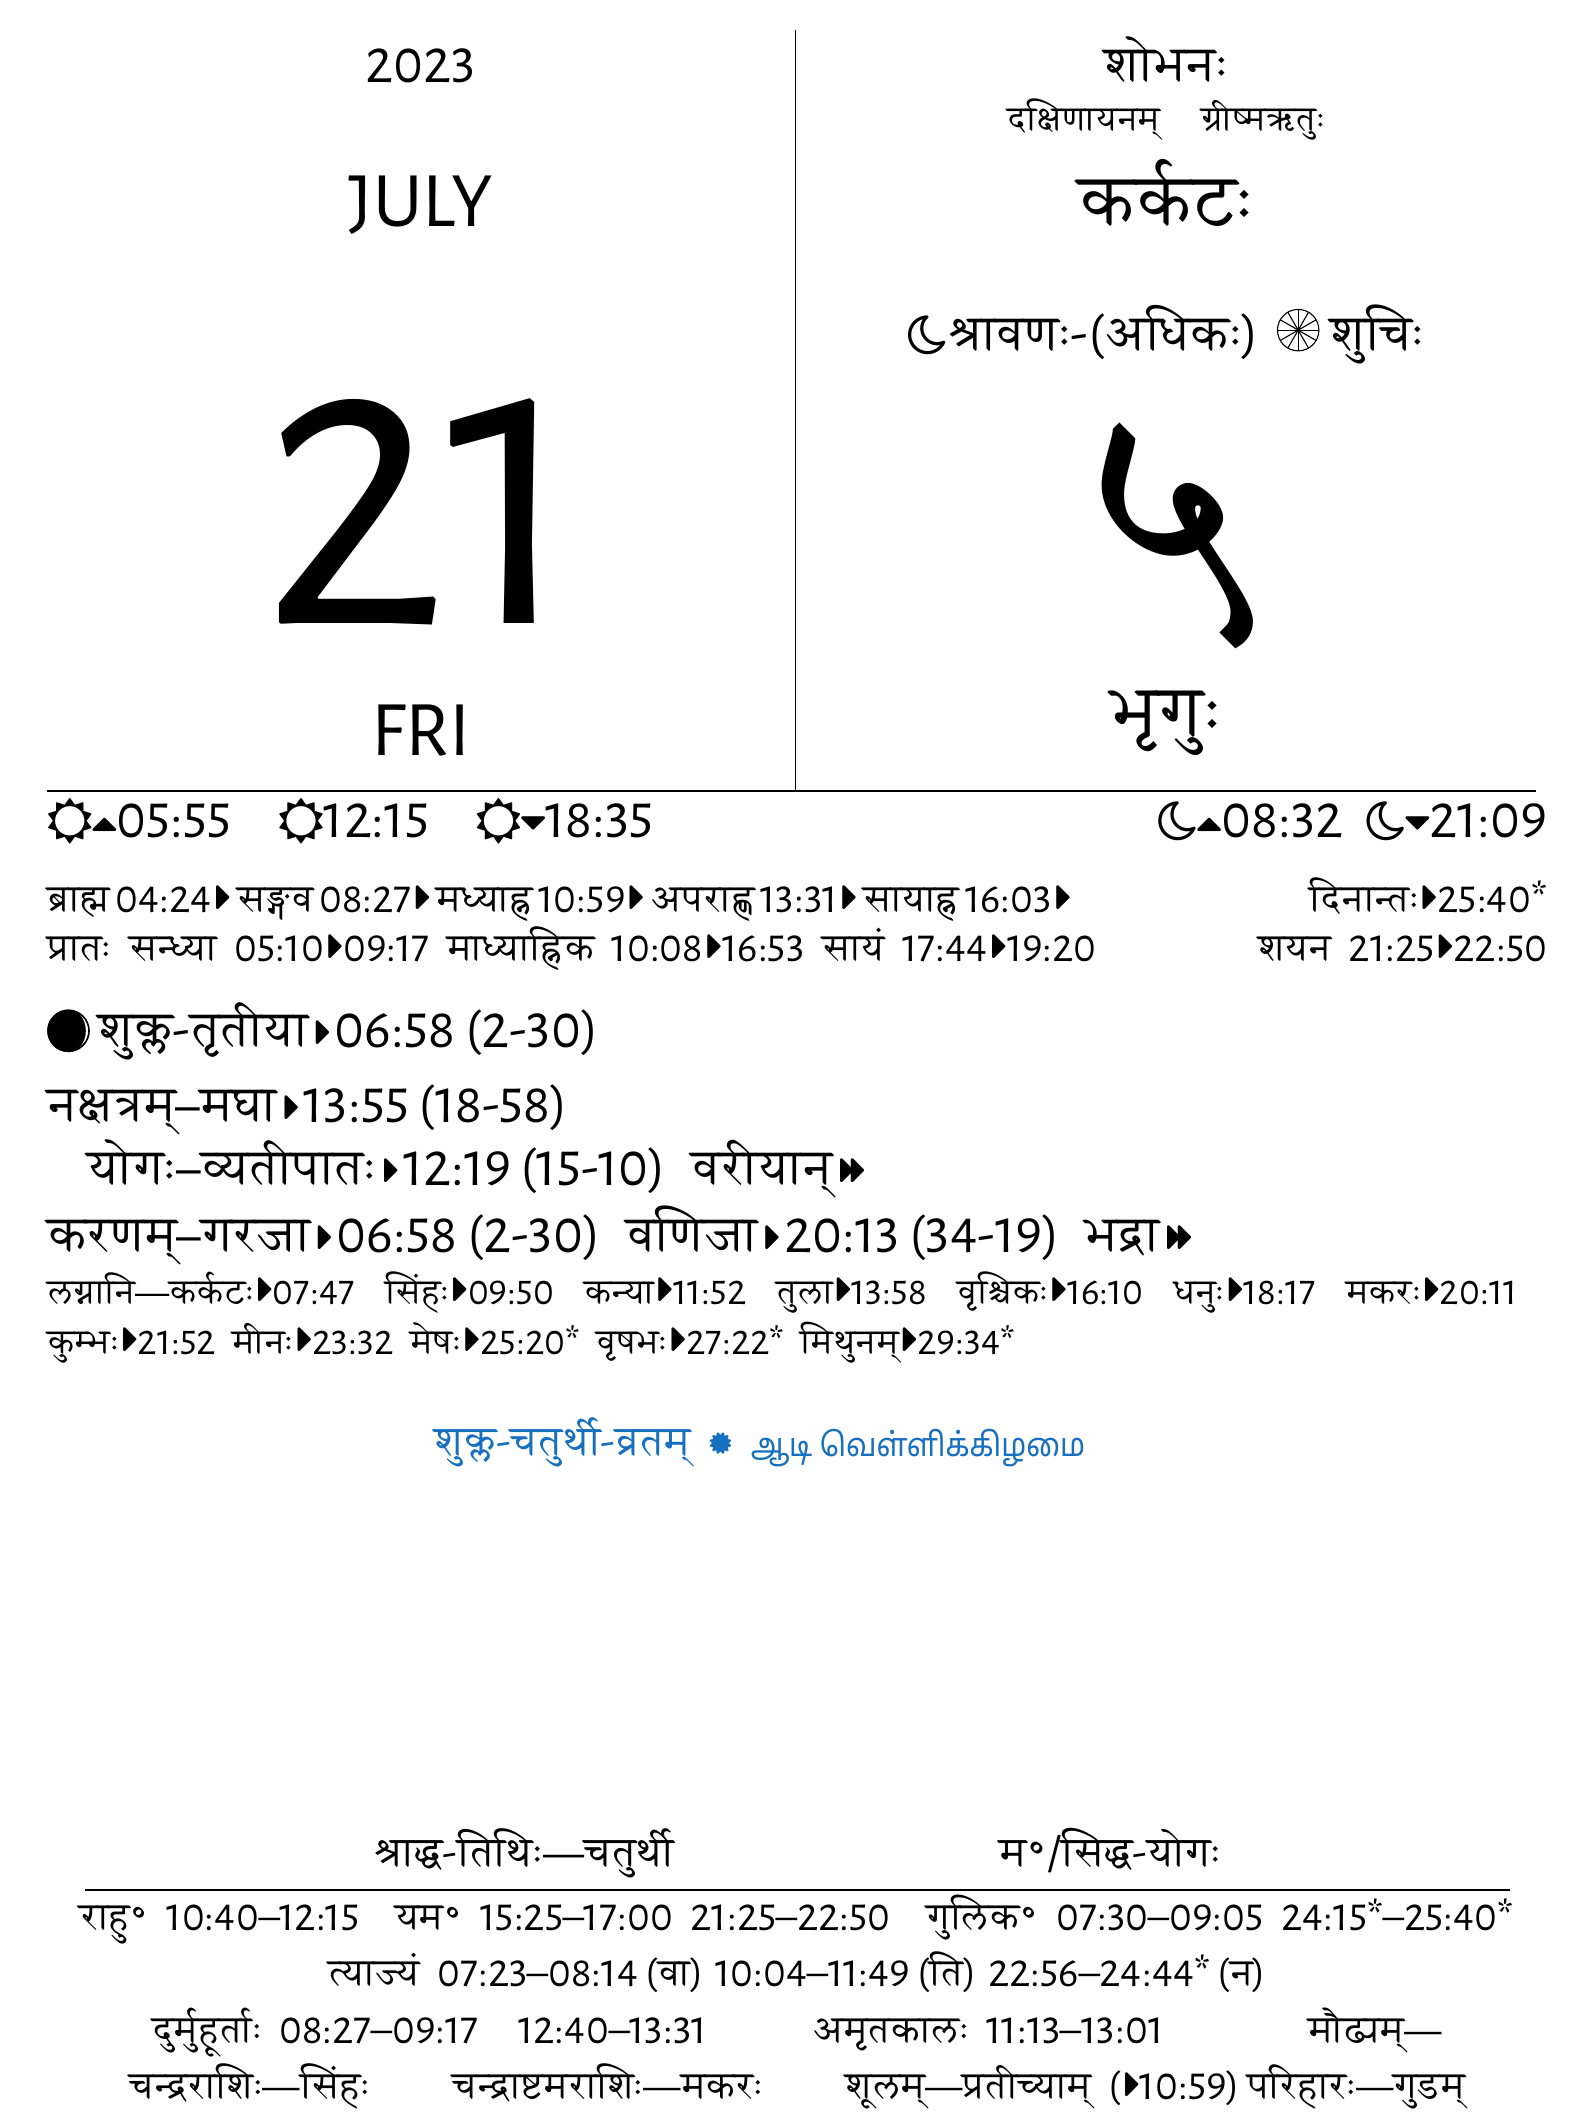 2023
JULY
21
FRI
शोभनः
दक्षिणायनम् ग्रीष्मऋतुः
कर्कटः
श्रावणः-(अधिकः) शुचिः
५
भृगुः
05:55 12:15 18:35 08:32 21:09
ब्राह्म 04:24 सङ्गव 08:27 मध्याह्न 10:59 अपराह्ण 13:31 सायाह्न 16:03 दिनान्तः 25:40*
प्रातः सन्ध्या 05:10 09:17 माध्याह्निक 10:08 16:53 सायं 17:44 19:20 शयन 21:25 22:50
शुक्ल-तृतीया 06:58 (2-30)
नक्षत्रम्–मघा 13:55 (18-58)
योगः–व्यतीपातः 12:19 (15-10) वरीयान्
करणम्–गरजा 06:58 (2-30) वणिजा 20:13 (34-19) भद्रा
लग्नानि—कर्कटः 07:47 सिंहः 09:50 कन्या 11:52 तुला 13:58 वृश्चिकः 16:10 धनुः 18:17 मकरः 20:11
कुम्भः 21:52 मीनः 23:32 मेषः 25:20* वृषभः 27:22* मिथुनम् 29:34*
शुक्ल-चतुर्थी-व्रतम् ஆடி வெள்ளிக்கிழமை
श्राद्ध-तिथिः—चतुर्थी म॰/सिद्ध-योगः
राहु॰ 10:40–12:15 यम॰ 15:25–17:00 21:25–22:50 गुलिक॰ 07:30–09:05 24:15*–25:40*
त्याज्यं 07:23–08:14 (वा) 10:04–11:49 (ति) 22:56–24:44* (न)
दुर्मुहूर्ताः 08:27–09:17 12:40–13:31 अमृतकालः 11:13–13:01 मौढ्यम्—
चन्द्रराशिः—सिंहः चन्द्राष्टमराशिः—मकरः शूलम्—प्रतीच्याम् (10:59) परिहारः—गुडम्